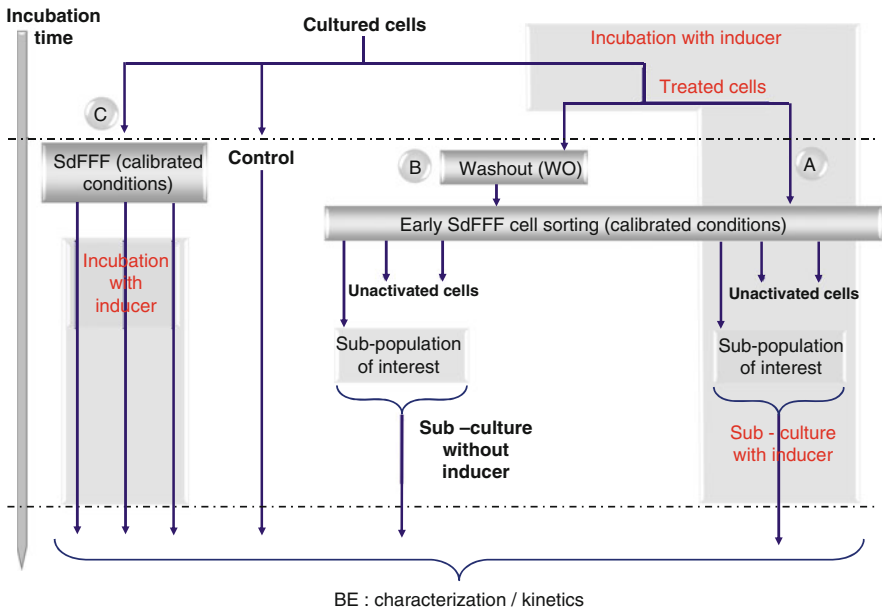 Incubation
time
Cultured cells
Incubation with inducer
Treated cells
C
SdFFF (calibrated
conditions)
Control
B
Washout (WO)
A
Early SdFFF cell sorting (calibrated conditions)
Incubation
with
inducer
Unactivated cells
Unactivated cells
Sub-population
of interest
Sub-population
of interest
Sub –culture
without
inducer
Sub - culture
with inducer
BE : characterization / kinetics